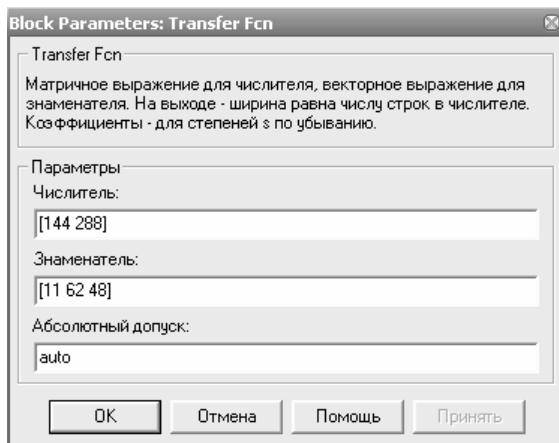 Block Parameters: Transfer Fcn
Transfer Fcn
Матричное выражение для числителя, векторное выражение для
знаменателя. На выходе - ширина равна числу строк в числителе.
Коэффициенты - для степеней s по убыванию.
Параметры
Числитель:
[144 288]
Знаменатель:
[11 62 48]
Абсолютный допуск:
auto
OK Отмена Помощь Принять